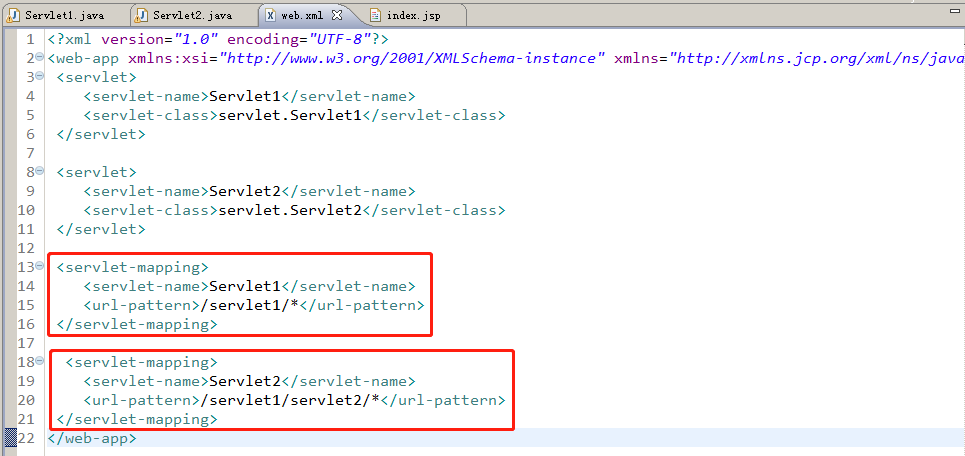 Servlet1.java Servlet2.java web.xml index.jsp
1 <?xml version="1.0" encoding="UTF-8"?>
2 <web-app xmlns:xsi="http://www.w3.org/2001/XMLSchema-instance" xmlns="http://xmlns.jcp.org/xml/ns/java
3 <servlet>
4 <servlet-name>Servlet1</servlet-name>
5 <servlet-class>servlet.Servlet1</servlet-class>
6 </servlet>
7
8 <servlet>
9 <servlet-name>Servlet2</servlet-name>
10 <servlet-class>servlet.Servlet2</servlet-class>
11 </servlet>
12
13 <servlet-mapping>
14 <servlet-name>Servlet1</servlet-name>
15 <url-pattern>/servlet1/*</url-pattern>
16 </servlet-mapping>
17
18 <servlet-mapping>
19 <servlet-name>Servlet2</servlet-name>
20 <url-pattern>/servlet1/servlet2/*</url-pattern>
21 </servlet-mapping>
22 </web-app>